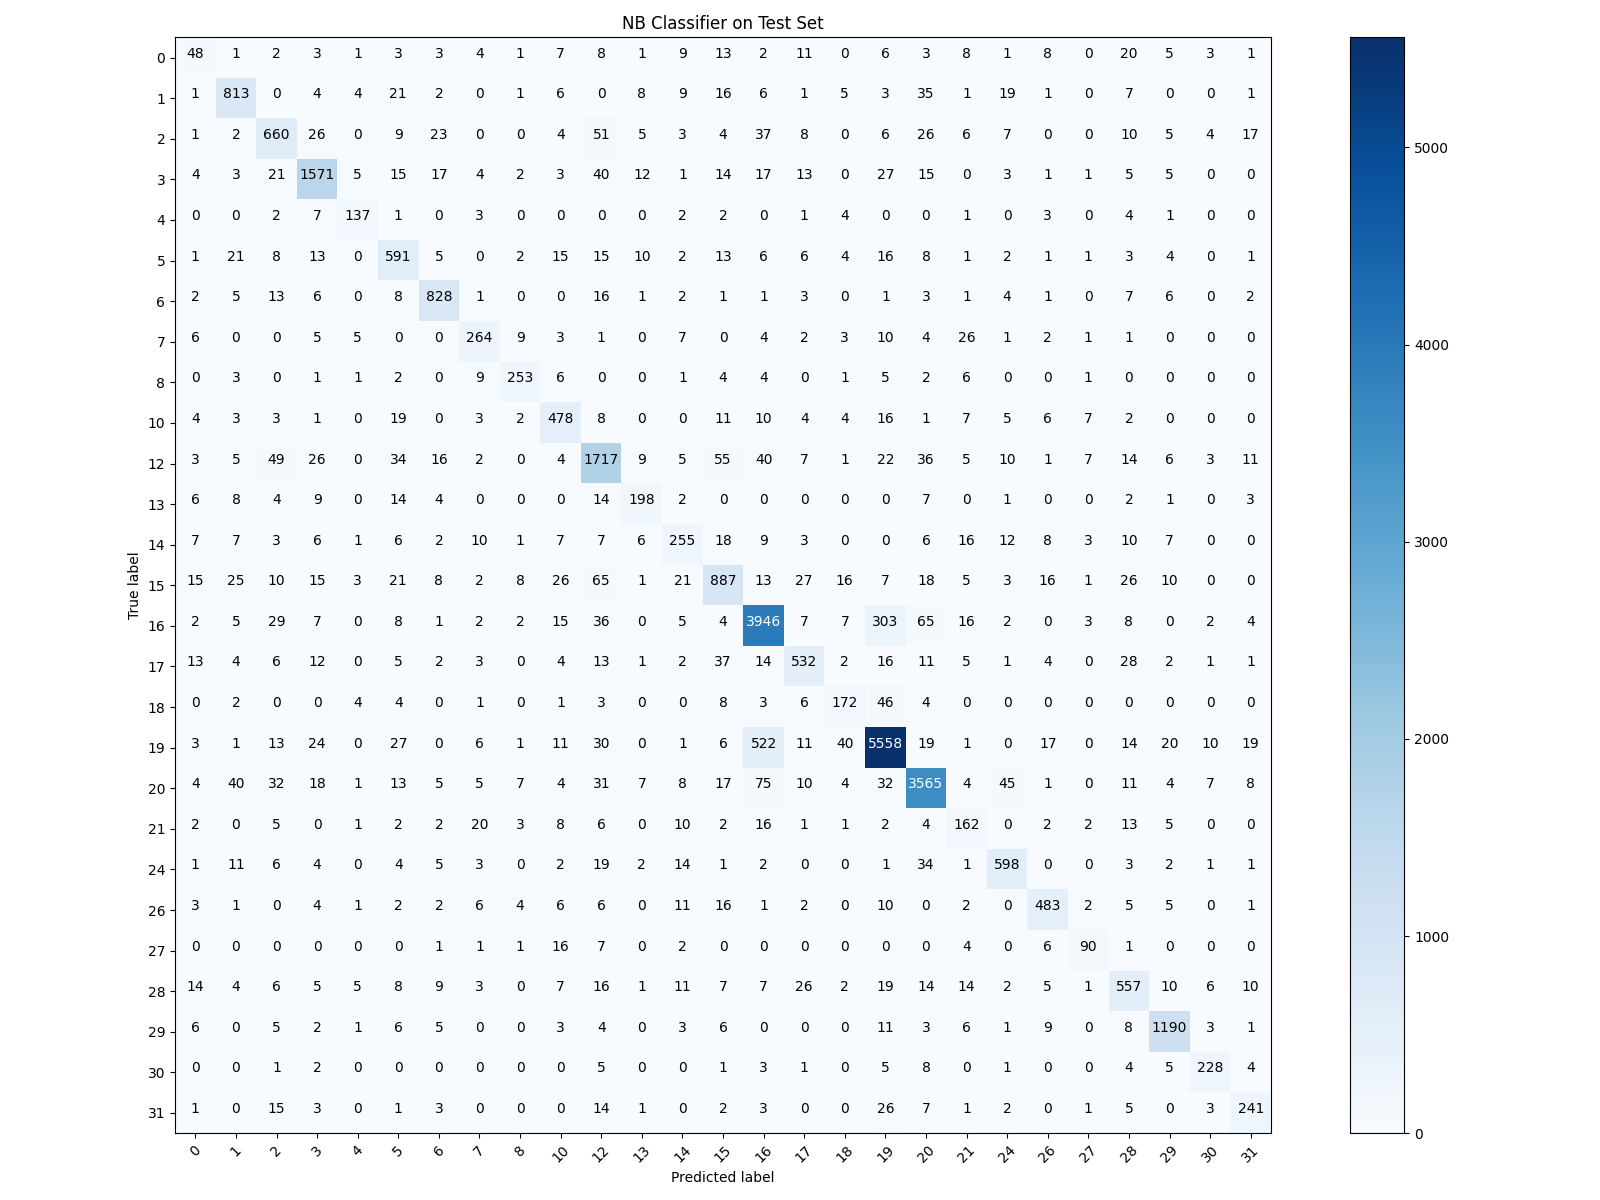 NB Classifier on Test Set
0 48 1 2 3 1 3 3 4 1 7 8 1 9 13 2 11 0 6 3 8 1 8 0 20 5 3 1
1 1 813 0 4 4 21 2 0 1 6 0 8 9 16 6 1 5 3 35 1 19 1 0 7 0 0 1
2 1 2 660 26 0 9 23 0 0 4 51 5 3 4 37 8 0 6 26 6 7 0 0 10 5 4 17
3 4 3 21 1571 5 15 17 4 2 3 40 12 1 14 17 13 0 27 15 0 3 1 1 5 5 0 0
4 0 0 2 7 137 1 0 3 0 0 0 0 2 2 0 1 4 0 0 1 0 3 0 4 1 0 0
5 1 21 8 13 0 591 5 0 2 15 15 10 2 13 6 6 4 16 8 1 2 1 1 3 4 0 1
6 2 5 13 6 0 8 828 1 0 0 16 1 2 1 1 3 0 1 3 1 4 1 0 7 6 0 2
7 6 0 0 5 5 0 0 264 9 3 1 0 7 0 4 2 3 10 4 26 1 2 1 1 0 0 0
8 0 3 0 1 1 2 0 9 253 6 0 0 1 4 4 0 1 5 2 6 0 0 1 0 0 0 0
10 4 3 3 1 0 19 0 3 2 478 8 0 0 11 10 4 4 16 1 7 5 6 7 2 0 0 0
12 3 5 49 26 0 34 16 2 0 4 1717 9 5 55 40 7 1 22 36 5 10 1 7 14 6 3 11
13 6 8 4 9 0 14 4 0 0 0 14 198 2 0 0 0 0 0 7 0 1 0 0 2 1 0 3
14 7 7 3 6 1 6 2 10 1 7 7 6 255 18 9 3 0 0 6 16 12 8 3 10 7 0 0
15 15 25 10 15 3 21 8 2 8 26 65 1 21 887 13 27 16 7 18 5 3 16 1 26 10 0 0
16 2 5 29 7 0 8 1 2 2 15 36 0 5 4 3946 7 7 303 65 16 2 0 3 8 0 2 4
17 13 4 6 12 0 5 2 3 0 4 13 1 2 37 14 532 2 16 11 5 1 4 0 28 2 1 1
18 0 2 0 0 4 4 0 1 0 1 3 0 0 8 3 6 172 46 4 0 0 0 0 0 0 0 0
19 3 1 13 24 0 27 0 6 1 11 30 0 1 6 522 11 40 5558 19 1 0 17 0 14 20 10 19
20 4 40 32 18 1 13 5 5 7 4 31 7 8 17 75 10 4 32 3565 4 45 1 0 11 4 7 8
21 2 0 5 0 1 2 2 20 3 8 6 0 10 2 16 1 1 2 4 162 0 2 2 13 5 0 0
24 1 11 6 4 0 4 5 3 0 2 19 2 14 1 2 0 0 1 34 1 598 0 0 3 2 1 1
26 3 1 0 4 1 2 2 6 4 6 6 0 11 16 1 2 0 10 0 2 0 483 2 5 5 0 1
27 0 0 0 0 0 0 1 1 1 16 7 0 2 0 0 0 0 0 0 4 0 6 90 1 0 0 0
28 14 4 6 5 5 8 9 3 0 7 16 1 11 7 7 26 2 19 14 14 2 5 1 557 10 6 10
29 6 0 5 2 1 6 5 0 0 3 4 0 3 6 0 0 0 11 3 6 1 9 0 8 1190 3 1
30 0 0 1 2 0 0 0 0 0 0 5 0 0 1 3 1 0 5 8 0 1 0 0 4 5 228 4
31 1 0 15 3 0 1 3 0 0 0 14 1 0 2 3 0 0 26 7 1 2 0 1 5 0 3 241
0 1 2 3 4 5 6 7 8 10 12 13 14 15 16 17 18 19 20 21 24 26 27 28 29 30 31
True label
Predicted label
5000
4000
3000
2000
1000
0